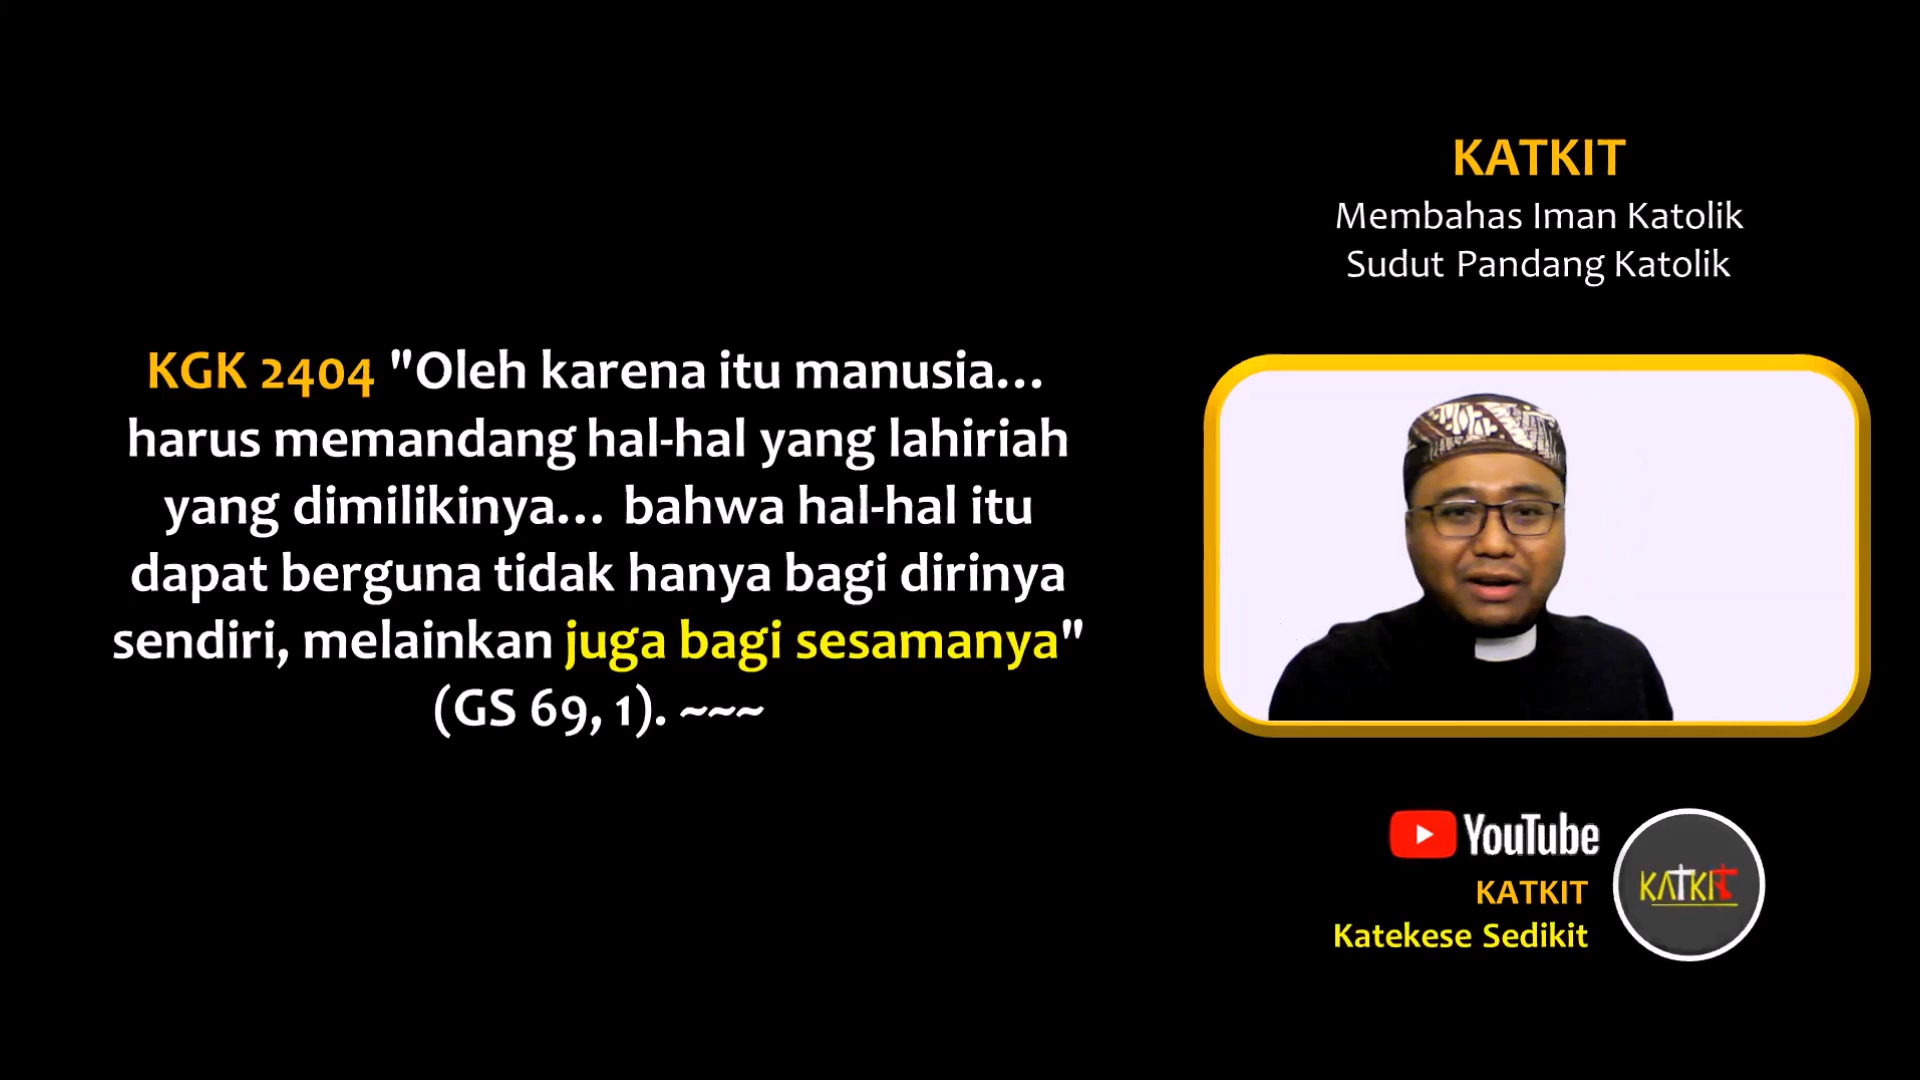 KGK 2404 "Oleh karena itu manusia...
harus memandang hal-hal yang lahiriah
yang dimilikinya... bahwa hal-hal itu
dapat berguna tidak hanya bagi dirinya
sendiri, melainkan juga bagi sesamanya"
(GS 69, 1). ~~~
KATKIT
Membahas Iman Katolik
Sudut Pandang Katolik
YouTube
KATKIT
Katekese Sedikit
KATKIT